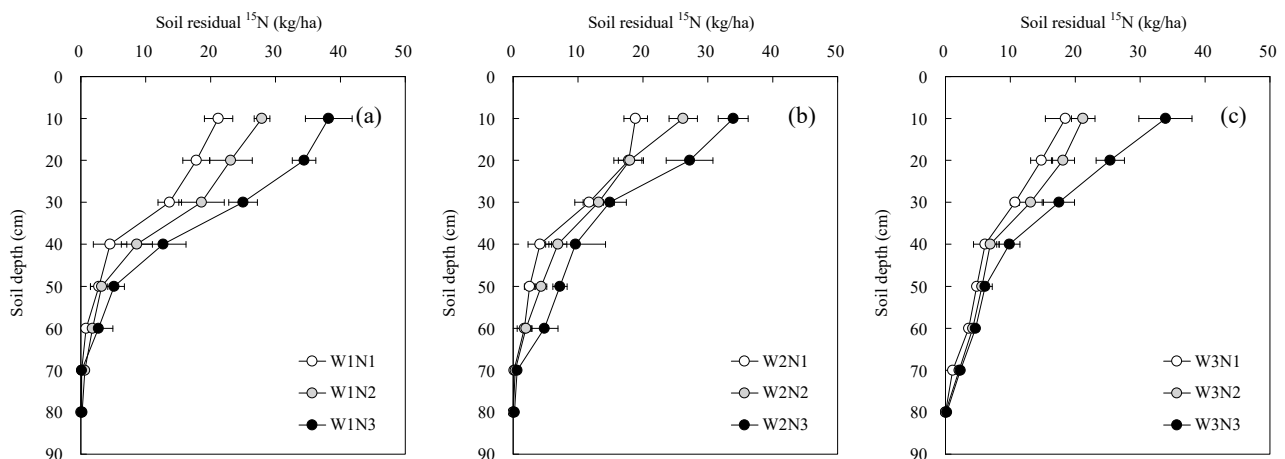 Soil residual ¹⁵N (kg/ha)
0 10 20 30 40 50
0
10
20
30
40
50
60
70
80
90
Soil depth (cm)
(a)
W1N1
W1N2
W1N3
Soil residual ¹⁵N (kg/ha)
0 10 20 30 40 50
0
10
20
30
40
50
60
70
80
90
Soil depth (cm)
(b)
W2N1
W2N2
W2N3
Soil residual ¹⁵N (kg/ha)
0 10 20 30 40 50
0
10
20
30
40
50
60
70
80
90
Soil depth (cm)
(c)
W3N1
W3N2
W3N3